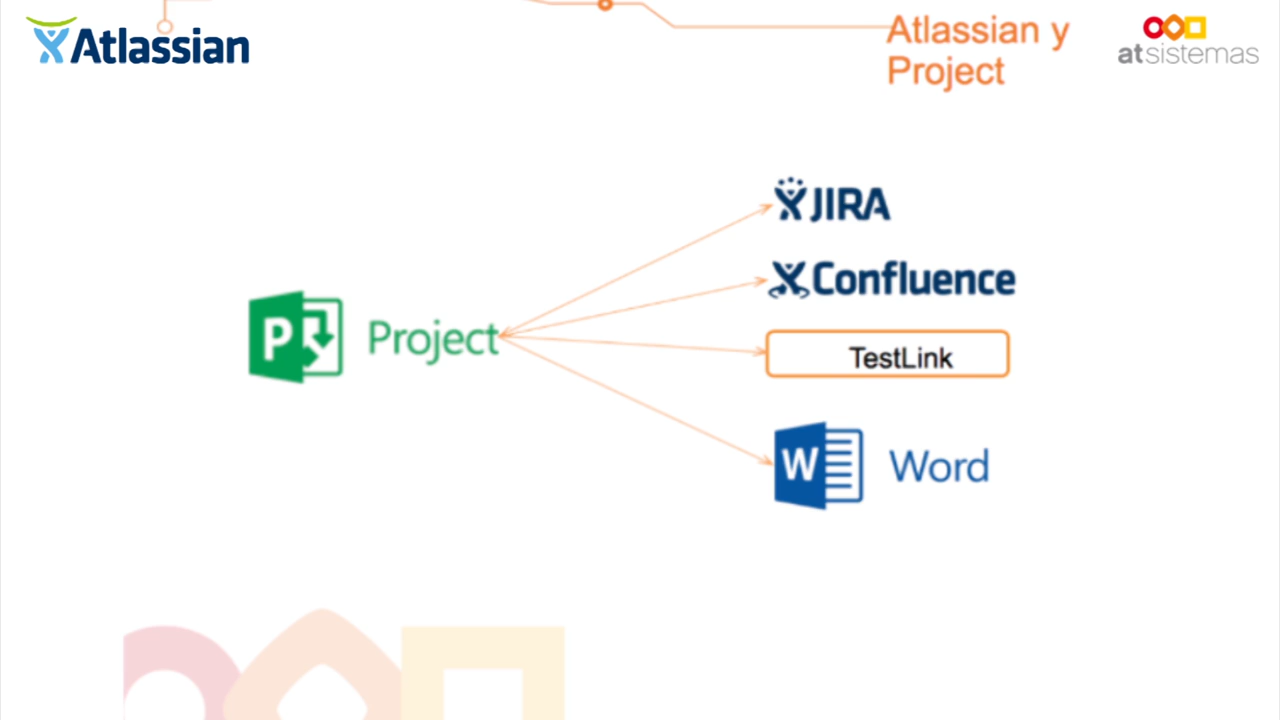 Atlassian
Atlassian y
Project
atsistemas
JIRA
Confluence
P
Project
TestLink
W
Word